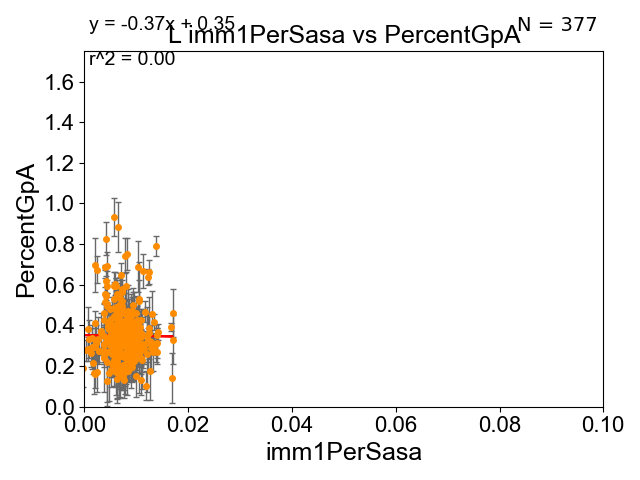 y = -0.37x + 0.35
L imm1PerSasa vs PercentGpA
N = 377
r^2 = 0.00
PercentGpA
1.6
1.4
1.2
1.0
0.8
0.6
0.4
0.2
0.0
0.00 0.02 0.04 0.06 0.08 0.10
imm1PerSasa